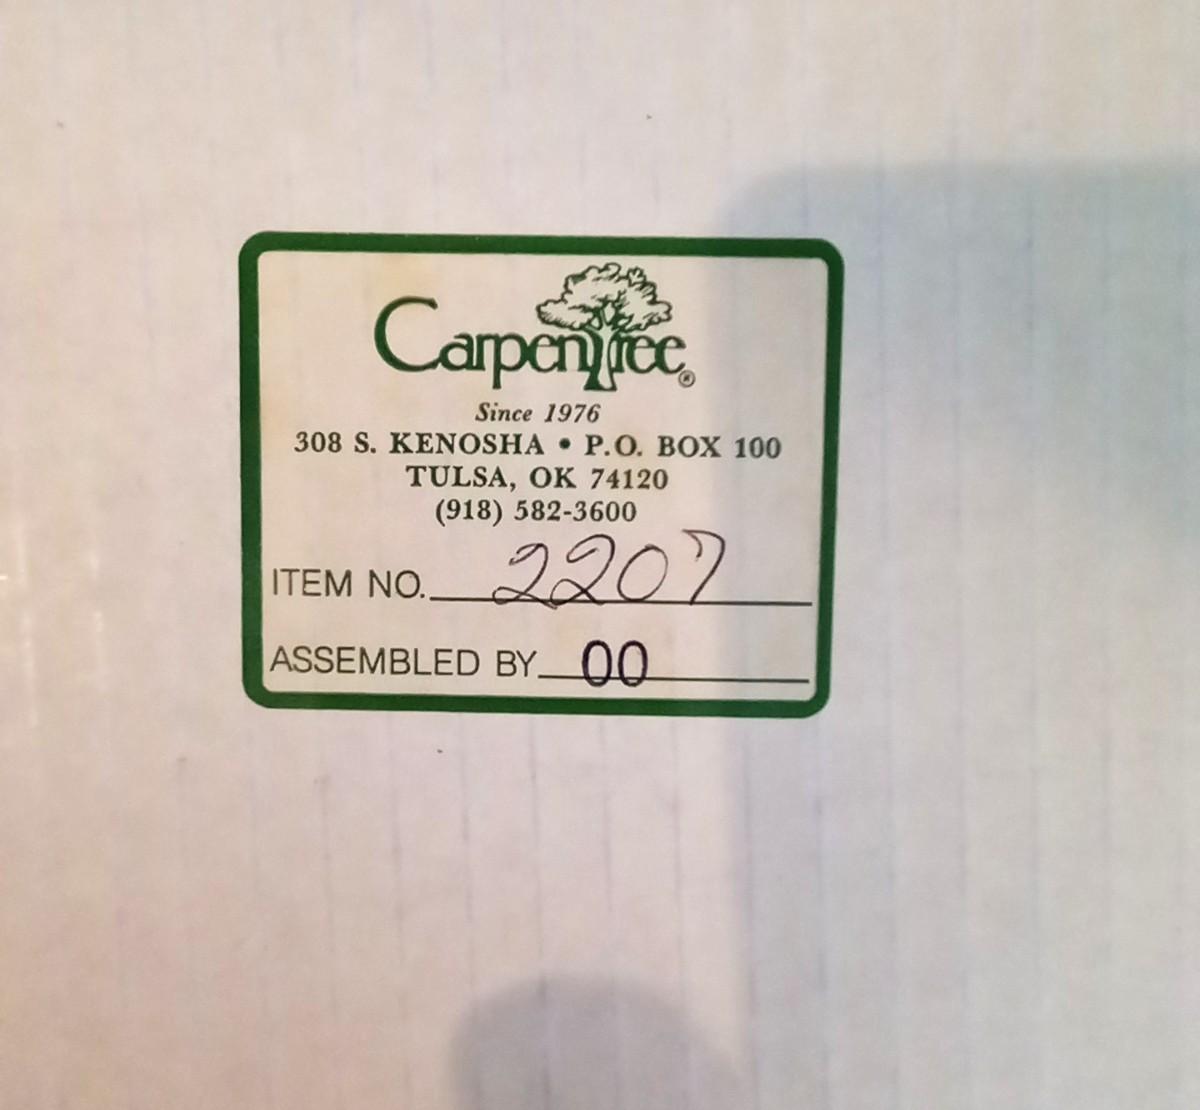 CarpenTree®
Since 1976
308 S. KENOSHA • P.O. BOX 100
TULSA, OK 74120
(918) 582-3600
ITEM NO. 2207
ASSEMBLED BY 00